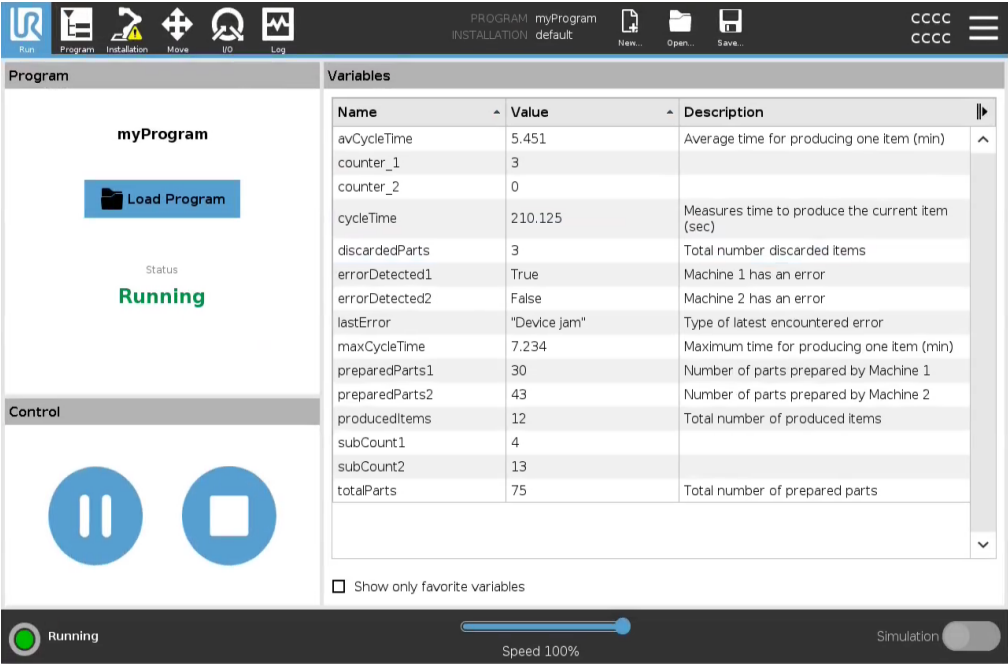 PROGRAM myProgram
INSTALLATION default
UR
Run
Program
Installation
Move
I/O
Log
New...
Open...
Save...
CCCC
CCCC
Program
myProgram
Load Program
Status
Running
Control
Variables
Name Value Description
avCycleTime 5.451 Average time for producing one item (min)
counter_1 3
counter_2 0
cycleTime 210.125 Measures time to produce the current item
(sec)
discardedParts 3 Total number discarded items
errorDetected1 True Machine 1 has an error
errorDetected2 False Machine 2 has an error
lastError "Device jam" Type of latest encountered error
maxCycleTime 7.234 Maximum time for producing one item (min)
preparedParts1 30 Number of parts prepared by Machine 1
preparedParts2 43 Number of parts prepared by Machine 2
producedItems 12 Total number of produced items
subCount1 4
subCount2 13
totalParts 75 Total number of prepared parts
Show only favorite variables
Running
Speed 100%
Simulation